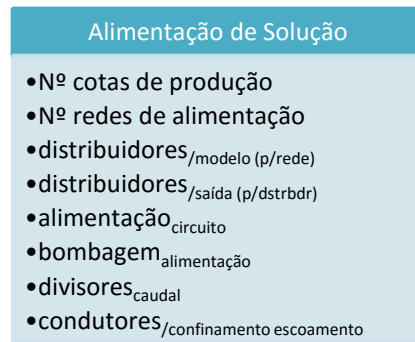 Alimentação de Solução
•Nº cotas de produção
•Nº redes de alimentação
•distribuidores/modelo (p/rede)
•distribuidores/saída (p/dstrbdr)
•alimentaçãocircuito
•bombagemalimentação
•divisorescaudal
•condutores/confinamento escoamento